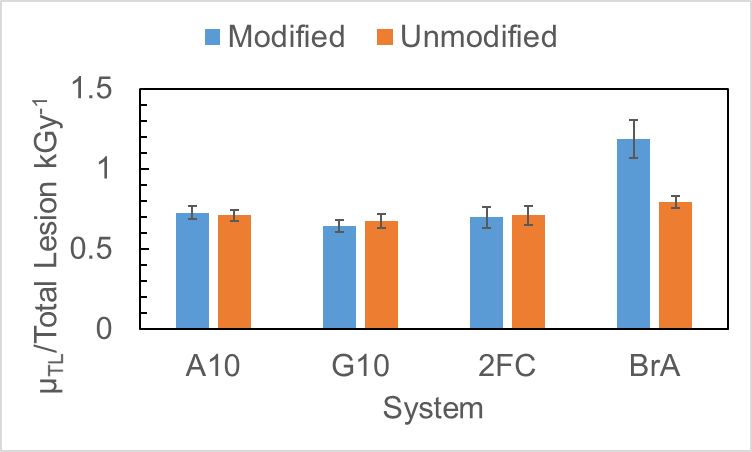 Modified Unmodified
μTL/Total Lesion kGy-1
1.5
1
0.5
0
A10 G10 2FC BrA
System